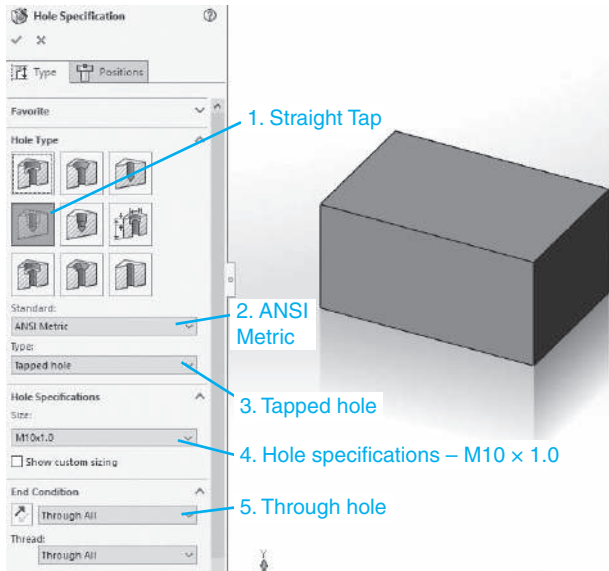 Hole Specification
Type
Positions
Favorite
1. Straight Tap
Hole Type
Standard:
ANSI Metric
2. ANSI
Metric
Type:
Tapped hole
3. Tapped hole
Hole Specifications
Size:
M10x1.0
4. Hole specifications – M10 × 1.0
Show custom sizing
End Condition
Through All
5. Through hole
Thread:
Through All
Y